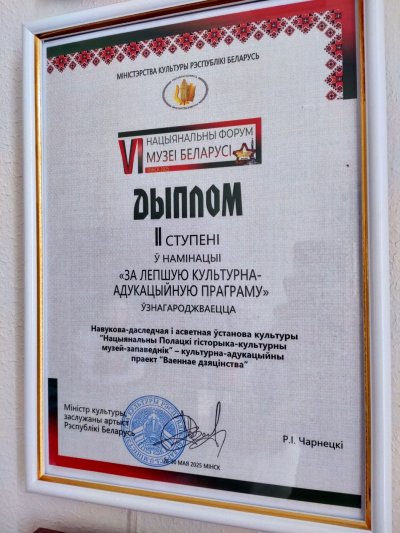 МІНІСТЭРСТВА КУЛЬТУРЫ РЭСПУБЛІКІ БЕЛАРУСЬ
VI НАЦЫЯНАЛЬНЫ ФОРУМ
МУЗЕІ БЕЛАРУСІ
ДЫПЛОМ
II СТУПЕНІ
Ў НАМІНАЦЫІ
«ЗА ЛЕПШУЮ КУЛЬТУРНА-
АДУКАЦЫЙНУЮ ПРАГРАМУ»
ЎЗНАГАРОДЖВАЕЦЦА
Навукова-даследчая і асветная ўстанова культуры
"Нацыянальны Полацкі гісторыка-культурны
музей-запаведнік" – культурна-адукацыйны
праект "Ваеннае дзяцінства"
Міністр культуры,
заслужаны артыст
Рэспублікі Беларусь
Р.І. Чарнецкі
МАЯ 2025 МІНСК